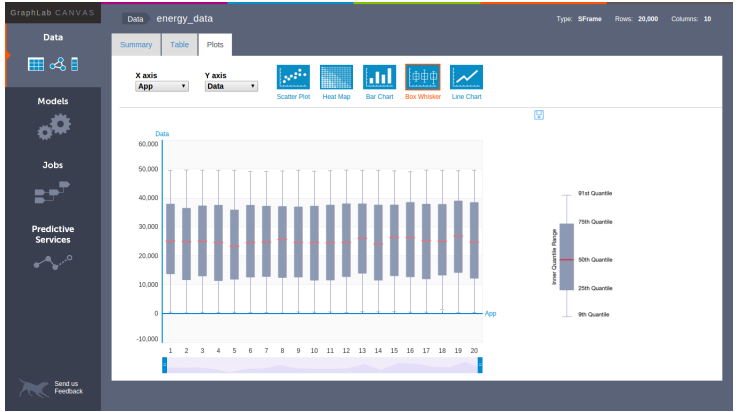 GraphLab CANVAS
Data
Models
Jobs
Predictive
Services
Send us
Feedback
Data energy_data
Type: SFrame Rows: 20,000 Columns: 10
Summary Table Plots
X axis Y axis
App Data
Scatter Plot Heat Map Bar Chart Box Whisker Line Chart
Data
60,000
50,000
40,000
30,000
20,000
10,000
0
-10,000
App
1 2 3 4 5 6 7 8 9 10 11 12 13 14 15 16 17 18 19 20
91st Quantile
75th Quantile
50th Quantile
25th Quantile
9th Quantile
Inner Quantile Range